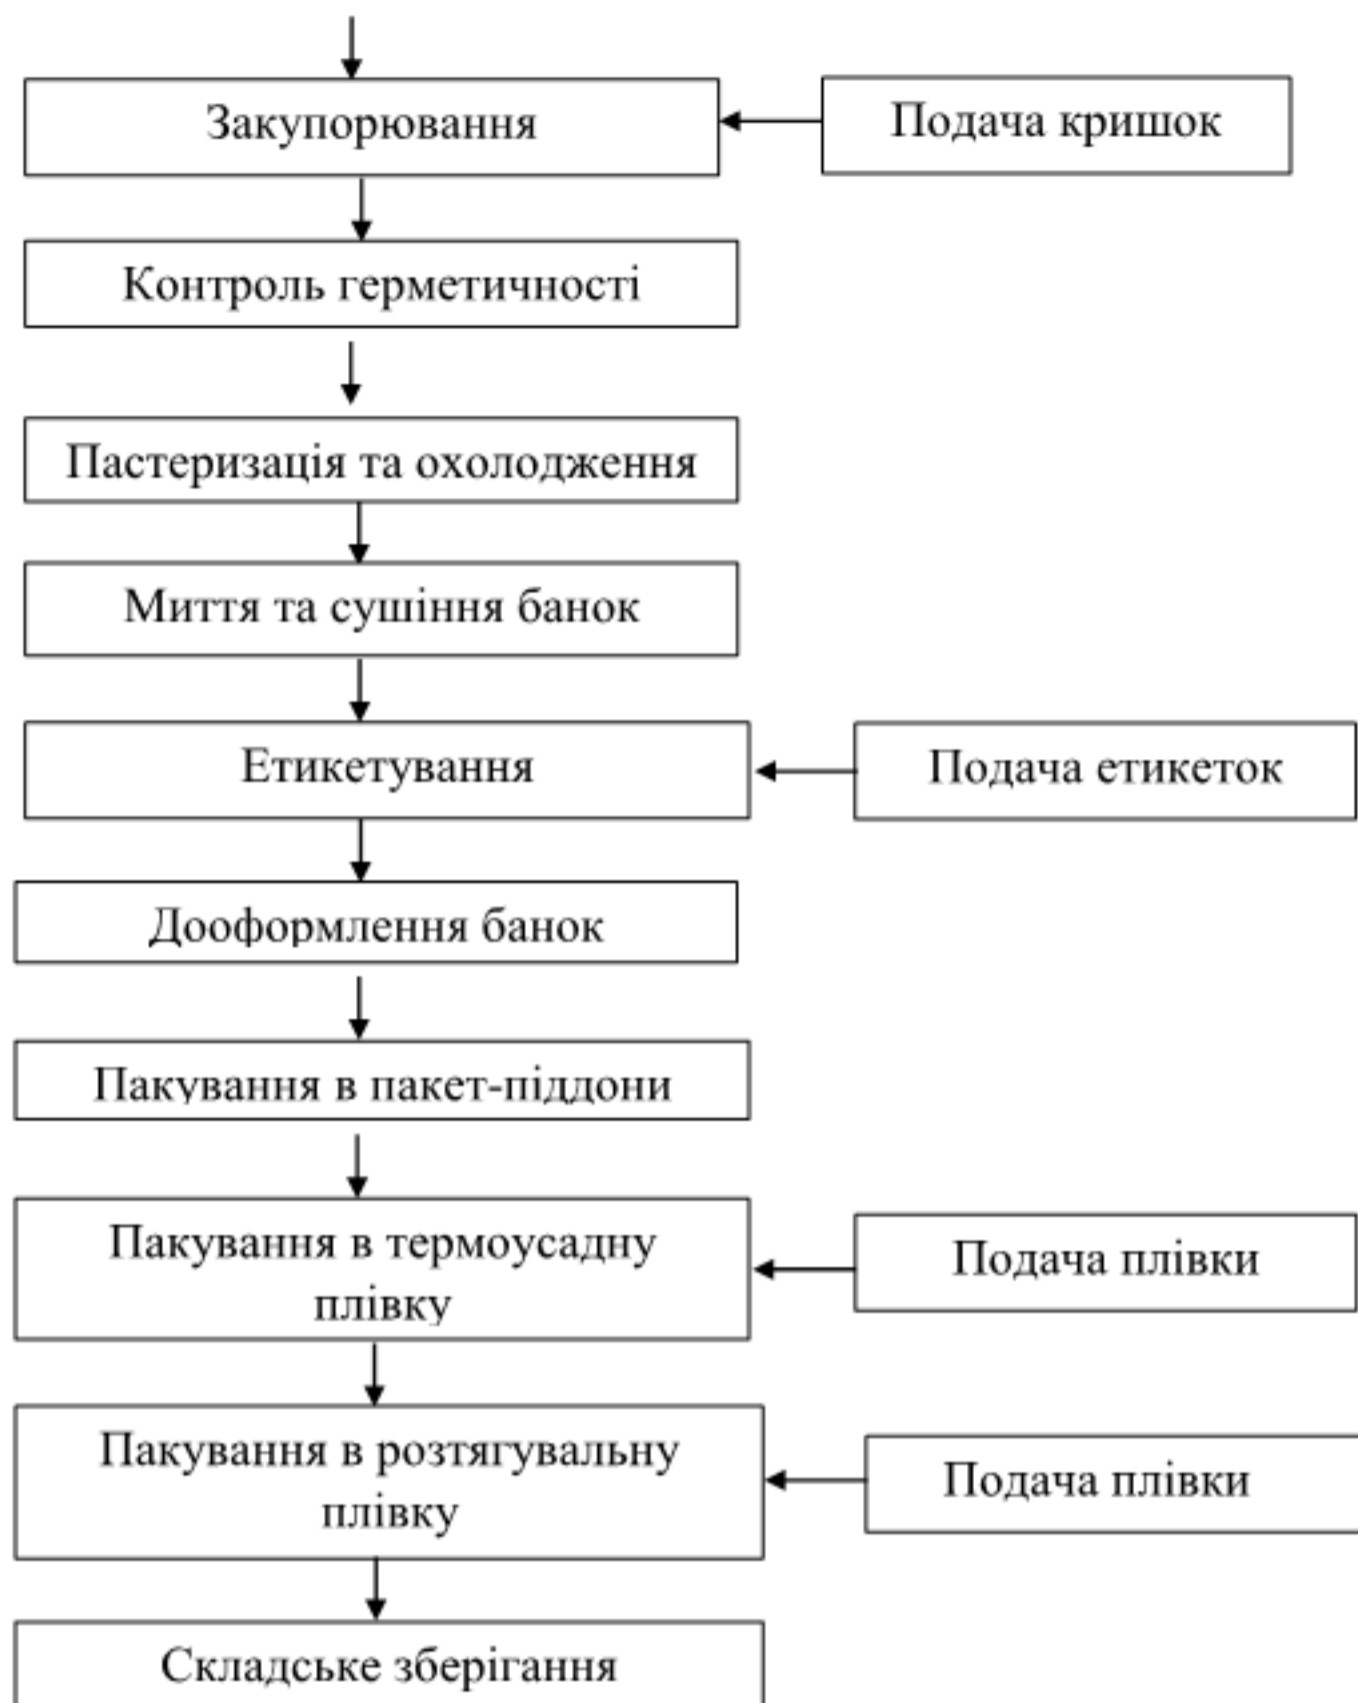 Закупорювання
Подача кришок
Контроль герметичності
Пастеризація та охолодження
Миття та сушіння банок
Етикетування
Подача етикеток
Дооформлення банок
Пакування в пакет-піддони
Пакування в термоусадну
плівку
Подача плівки
Пакування в розтягувальну
плівку
Подача плівки
Складське зберігання